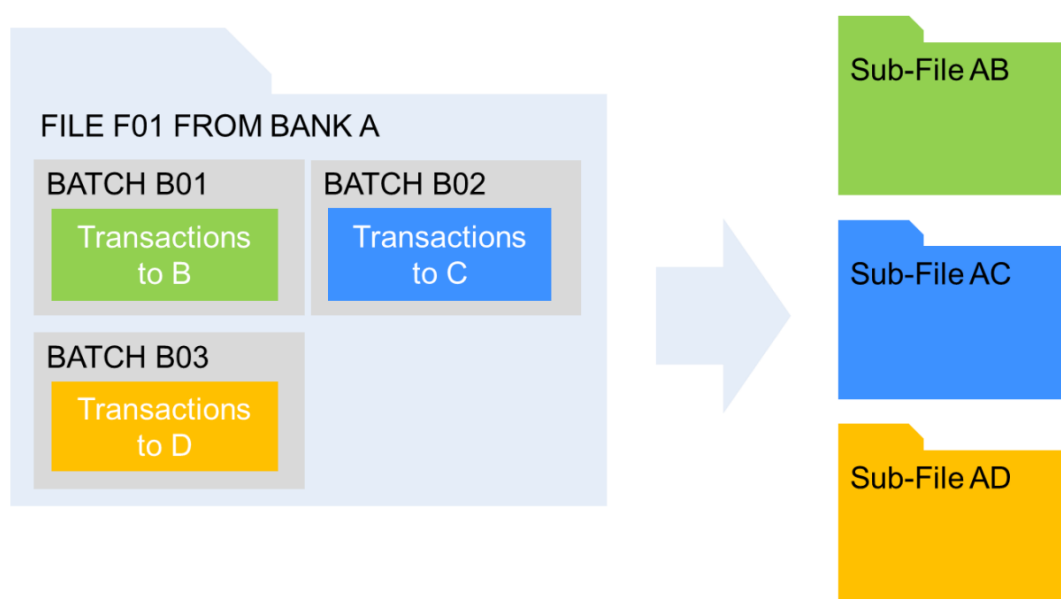 FILE F01 FROM BANK A
BATCH B01
Transactions
to B
BATCH B02
Transactions
to C
BATCH B03
Transactions
to D
Sub-File AB
Sub-File AC
Sub-File AD